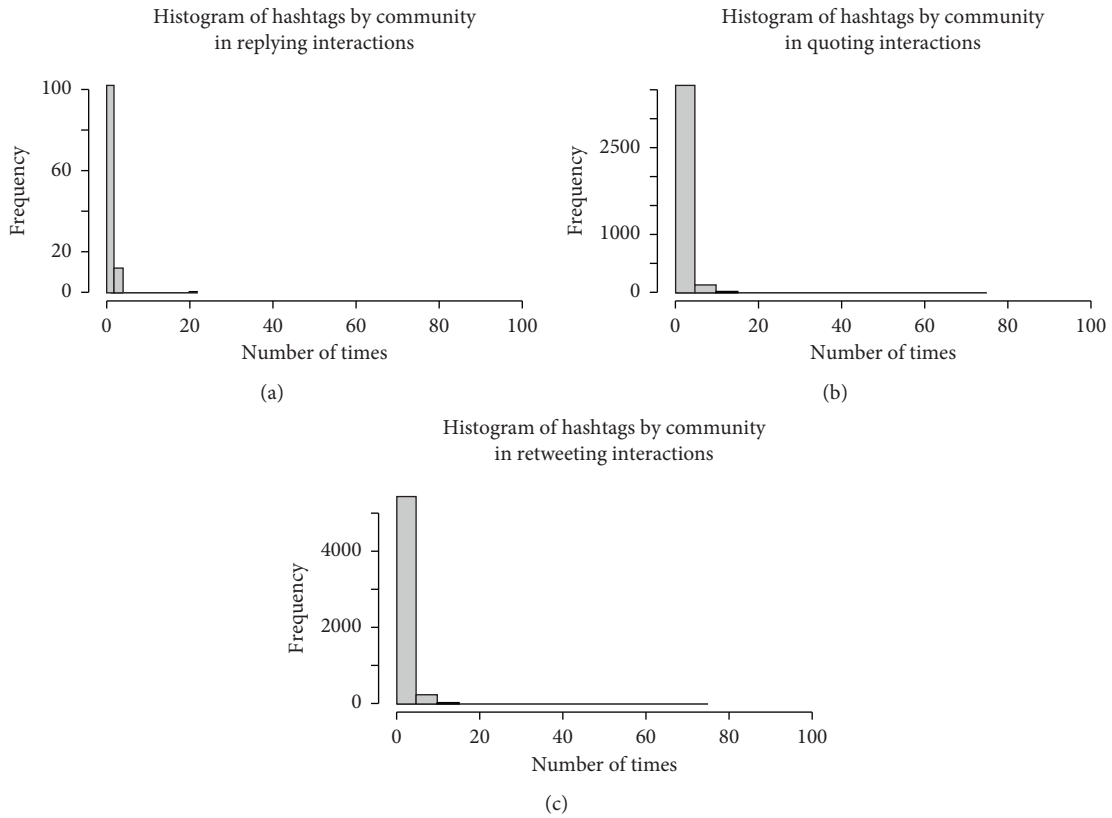 Histogram of hashtags by community
in replying interactions
100
60
20
0
Frequency
0 20 40 60 80 100
Number of times
(a)
Histogram of hashtags by community
in quoting interactions
2500
1000
0
Frequency
0 20 40 60 80 100
Number of times
(b)
Histogram of hashtags by community
in retweeting interactions
4000
2000
0
Frequency
0 20 40 60 80 100
Number of times
(c)